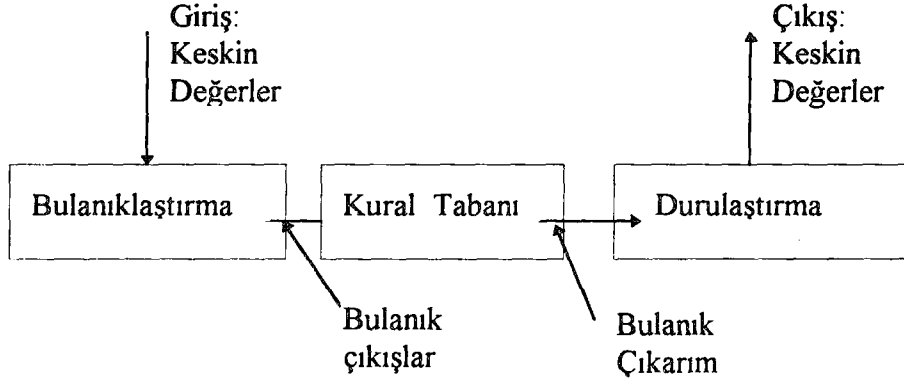 Giriş:
Keskin
Değerler
Çıkış:
Keskin
Değerler
Bulanıklaştırma
Kural Tabanı
Durulaştırma
Bulanık
çıkışlar
Bulanık
Çıkarım